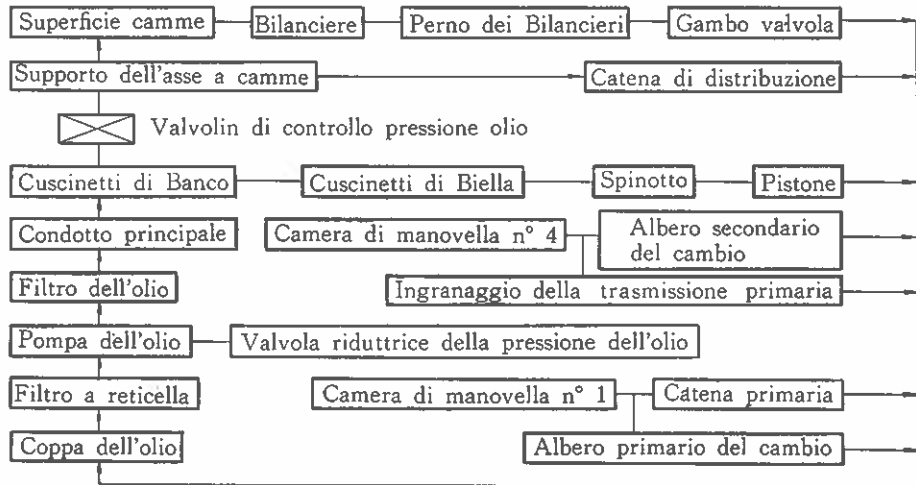 Superficie camme
Bilanciere
Perno dei Bilancieri
Gambo valvola
Supporto dell'asse a camme
Catena di distribuzione
Valvolin di controllo pressione olio
Cuscinetti di Banco
Cuscinetti di Biella
Spinotto
Pistone
Condotto principale
Camera di manovella n° 4
Albero secondario
del cambio
Filtro dell'olio
Ingranaggio della trasmissione primaria
Pompa dell'olio
Valvola riduttrice della pressione dell'olio
Filtro a reticella
Camera di manovella n° 1
Catena primaria
Coppa dell'olio
Albero primario del cambio